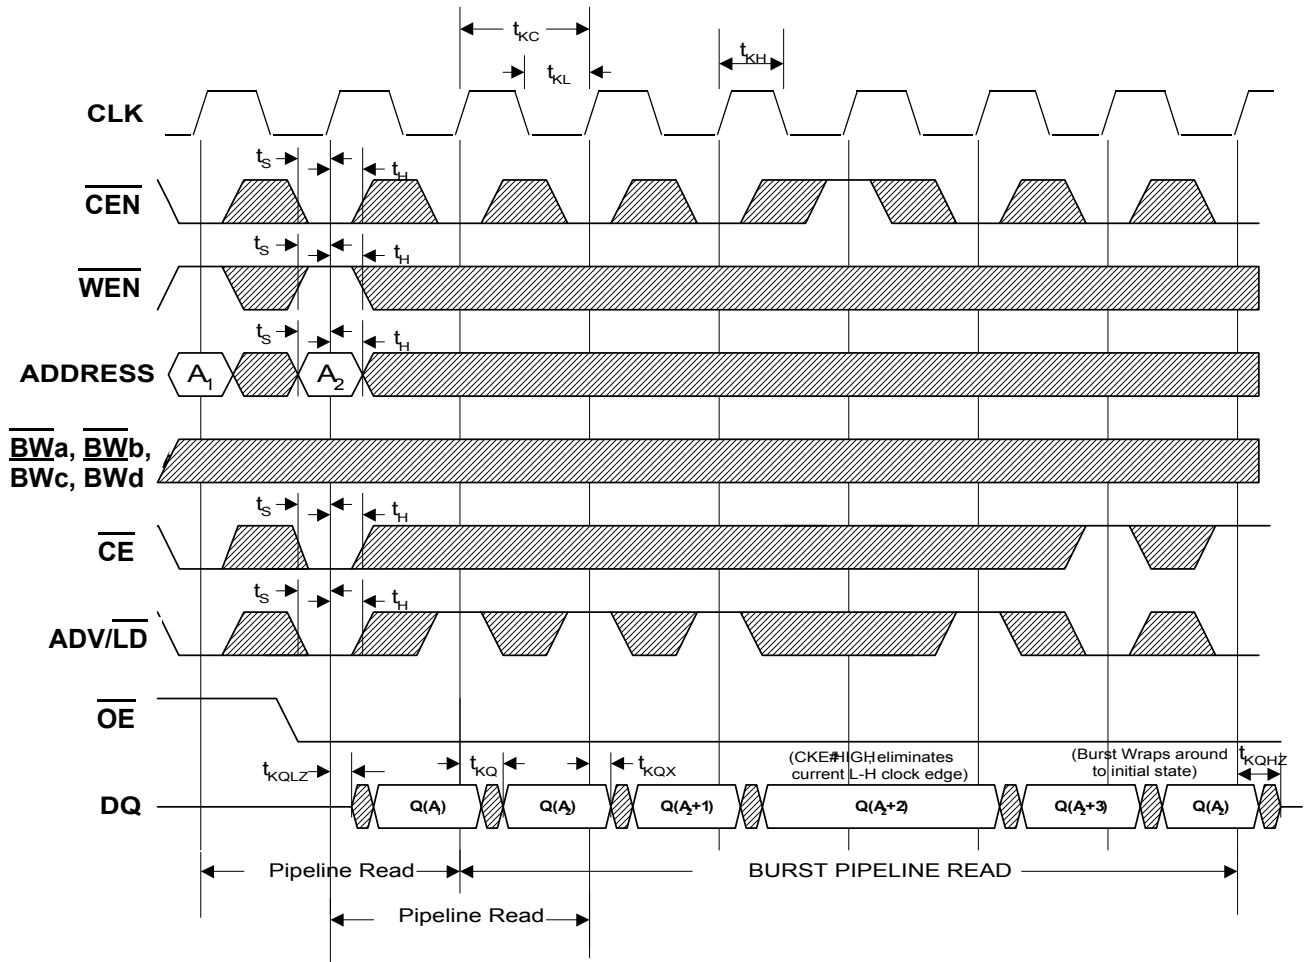 tKC
tKL
tKH
CLK
tS
tH
CEN
tS
tH
WEN
tS
tH
ADDRESS
A1
A2
BWa, BWb,
BWc, BWd
tS
tH
CE
tS
tH
ADV/LD
OE
(CKE#HIGH, eliminates
current L-H clock edge)
(Burst Wraps around
to initial state)
tKQLZ
tKQ
tKQX
tKQHZ
DQ
Q(A1)
Q(A2)
Q(A2+1)
Q(A2+2)
Q(A2+3)
Q(A2)
Pipeline Read
BURST PIPELINE READ
Pipeline Read